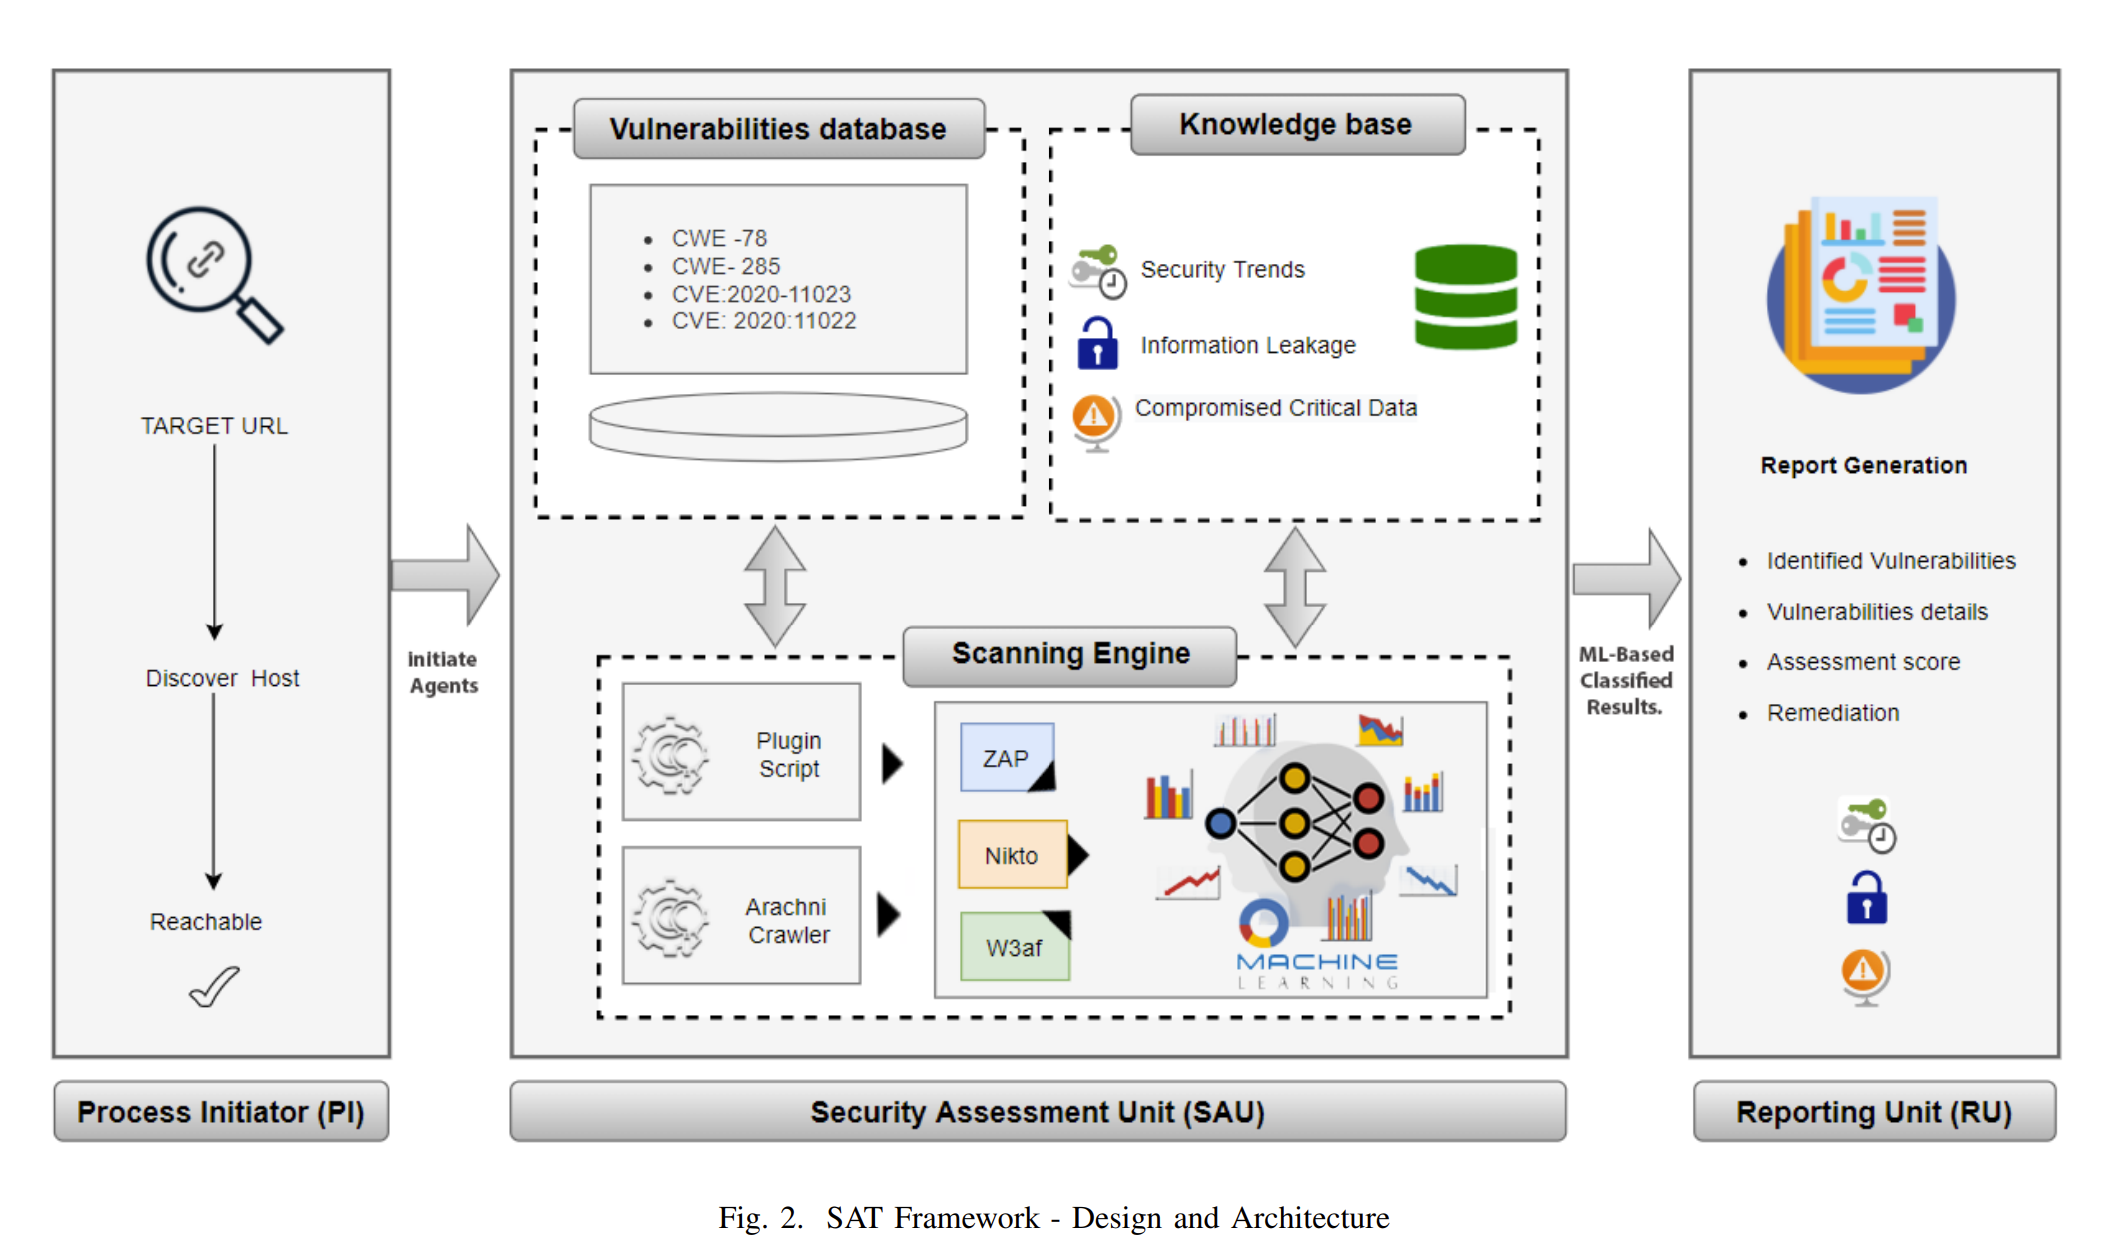 TARGET URL
Discover Host
Reachable
Process Initiator (PI)
initiate
Agents
Vulnerabilities database
• CWE -78
• CWE- 285
• CVE:2020-11023
• CVE: 2020:11022
Knowledge base
Security Trends
Information Leakage
Compromised Critical Data
Scanning Engine
Plugin
Script
Arachni
Crawler
ZAP
Nikto
W3af
MACHINE
LEARNING
Security Assessment Unit (SAU)
ML-Based
Classified
Results.
Report Generation
• Identified Vulnerabilities
• Vulnerabilities details
• Assessment score
• Remediation
Reporting Unit (RU)
Fig. 2. SAT Framework - Design and Architecture